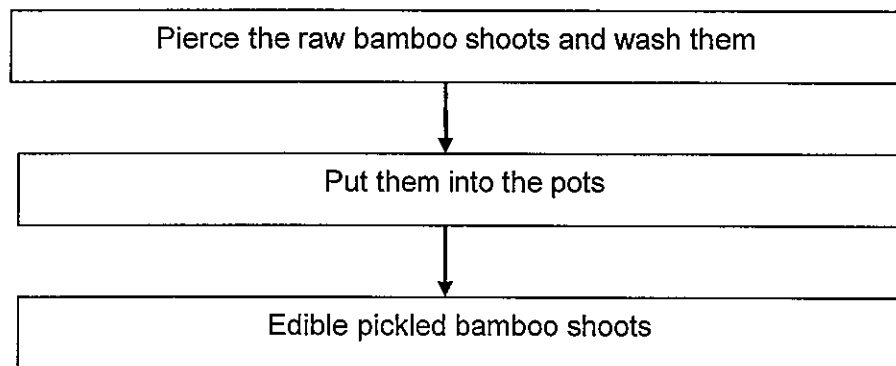 Pierce the raw bamboo shoots and wash them
Put them into the pots
Edible pickled bamboo shoots